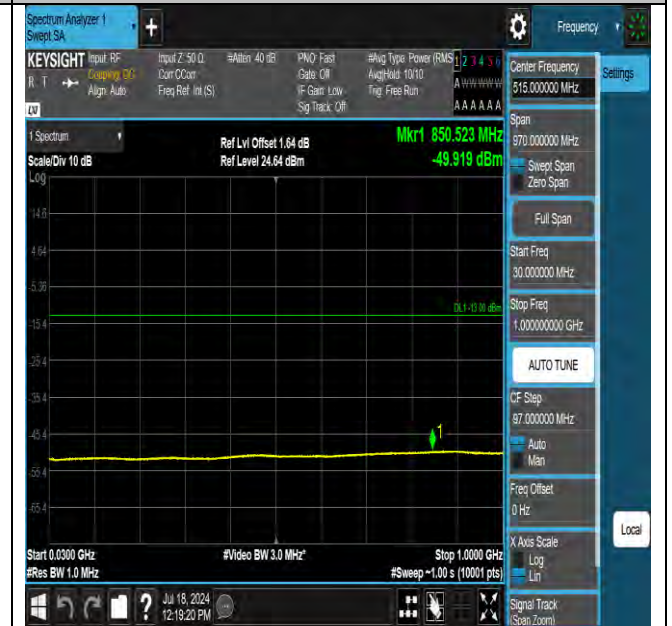 Spectrum Analyzer 1
Swept SA
+
Frequency
KEYSIGHT
R T
LXI
Input: RF
Coupling: DC
Align: Auto
Input Z: 50 Ω
Corr CCorr
Freq Ref: Int (S)
#Atten: 40 dB
PNO: Fast
Gate: Off
IF Gain: Low
Sig Track: Off
#Avg Type: Power (RMS
Avg|Hold: 10/10
Trig: Free Run
1 2 3 4 5 6
A W W W W W
A A A A A A
1 Spectrum
Scale/Div 10 dB
Log
Ref Lvl Offset 1.64 dB
Ref Level 24.64 dBm
Mkr1 850.523 MHz
-49.919 dBm
14.6
4.64
-5.36
DL1 -13.00 dBm
-15.4
-25.4
-35.4
-45.4
1
-55.4
-65.4
Start 0.0300 GHz
#Res BW 1.0 MHz
#Video BW 3.0 MHz*
Stop 1.0000 GHz
#Sweep ~1.00 s (10001 pts)
Center Frequency
515.000000 MHz
Settings
Span
970.000000 MHz
Swept Span
Zero Span
Full Span
Start Freq
30.000000 MHz
Stop Freq
1.000000000 GHz
AUTO TUNE
CF Step
97.000000 MHz
Auto
Man
Freq Offset
0 Hz
Local
X Axis Scale
Log
Lin
Signal Track
(Span Zoom)
?
Jul 18, 2024
12:19:20 PM